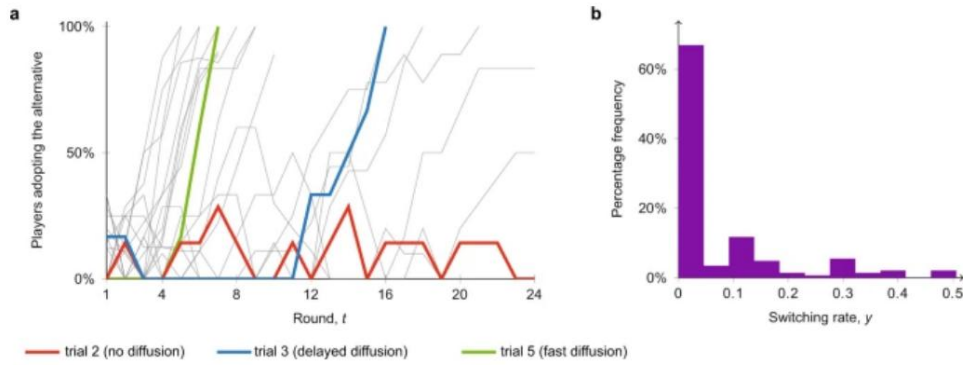 a
b
100%
50%
0%
Players adopting the alternative
1 4 8 12 16 20 24
Round, t
60%
40%
20%
0%
Percentage frequency
0 0.1 0.2 0.3 0.4 0.5
Switching rate, y
trial 2 (no diffusion) trial 3 (delayed diffusion) trial 5 (fast diffusion)